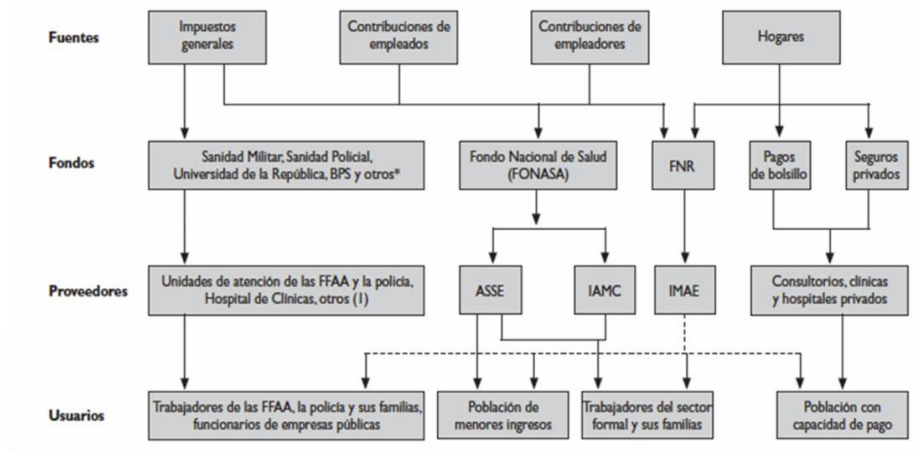 Fuentes
Impuestos
generales
Contribuciones de
empleados
Contribuciones de
empleadores
Hogares
Fondos
Sanidad Militar, Sanidad Policial,
Universidad de la República, BPS y otros*
Fondo Nacional de Salud
(FONASA)
FNR
Pagos
de bolsillo
Seguros
privados
Proveedores
Unidades de atención de las FFAA y la policía,
Hospital de Clínicas, otros (1)
ASSE
IAMC
IMAE
Consultorios, clínicas
y hospitales privados
Usuarios
Trabajadores de las FFAA, la policía y sus familias,
funcionarios de empresas públicas
Población de
menores ingresos
Trabajadores del sector
formal y sus familias
Población con
capacidad de pago